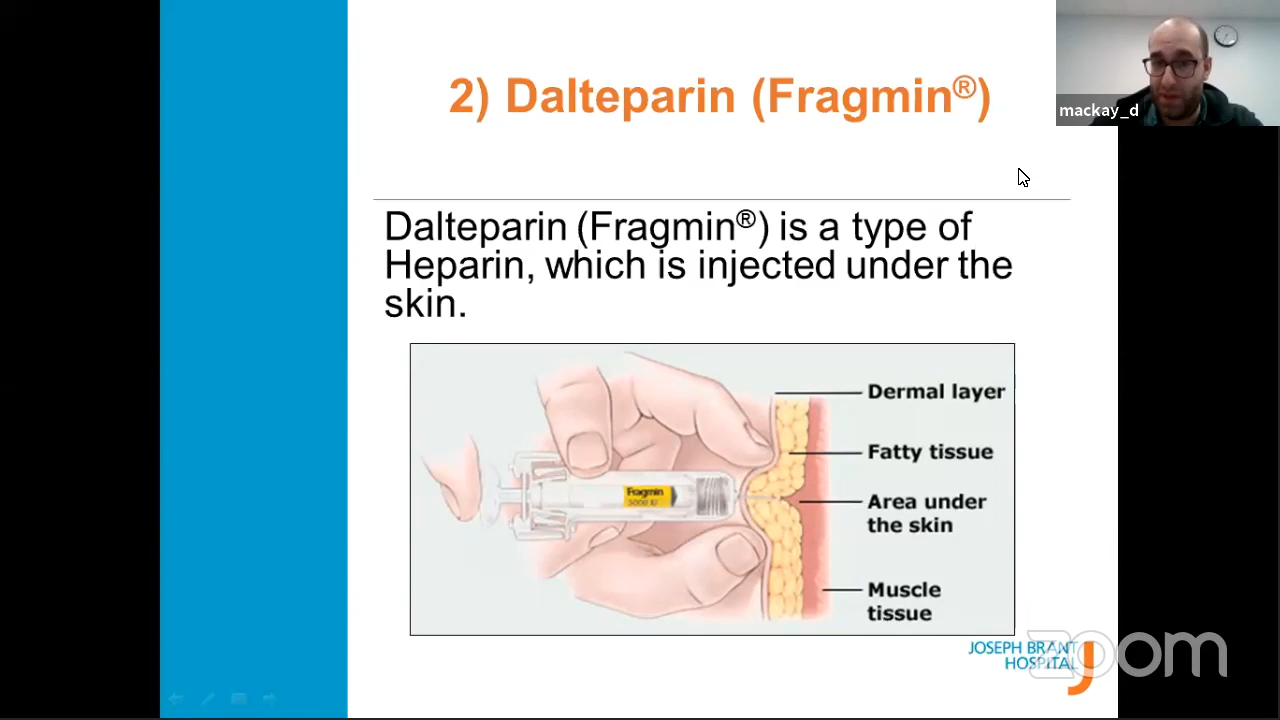 2) Dalteparin (Fragmin®)
mackay_d
Dalteparin (Fragmin®) is a type of
Heparin, which is injected under the
skin.
Dermal layer
Fatty tissue
Area under
the skin
Muscle
tissue
Fragmin
JOSEPH BRANT
HOSPITAL
zoom